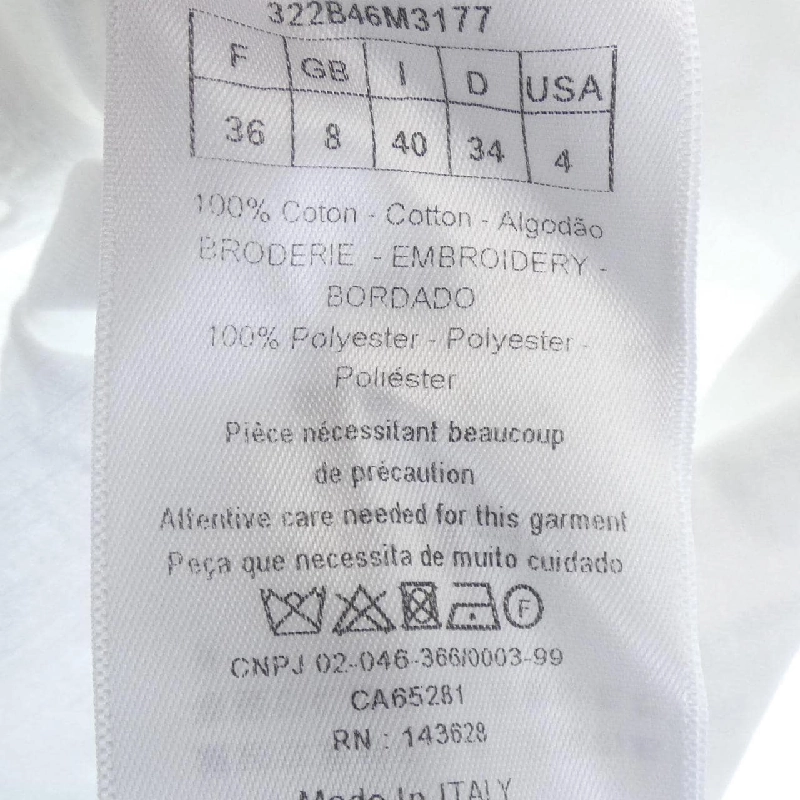 322B46M3177
F GB I D USA
36 8 40 34 4
100% Coton - Cotton - Algodão
BRODERIE - EMBROIDERY -
BORDADO
100% Polyester - Polyester -
Poliéster
Pièce nécessitant beaucoup
de précaution
Attentive care needed for this garment
Peça que necessita de muito cuidado
F
CNPJ 02-046-366/0003-99
CA65281
RN : 143628
Made In ITALY